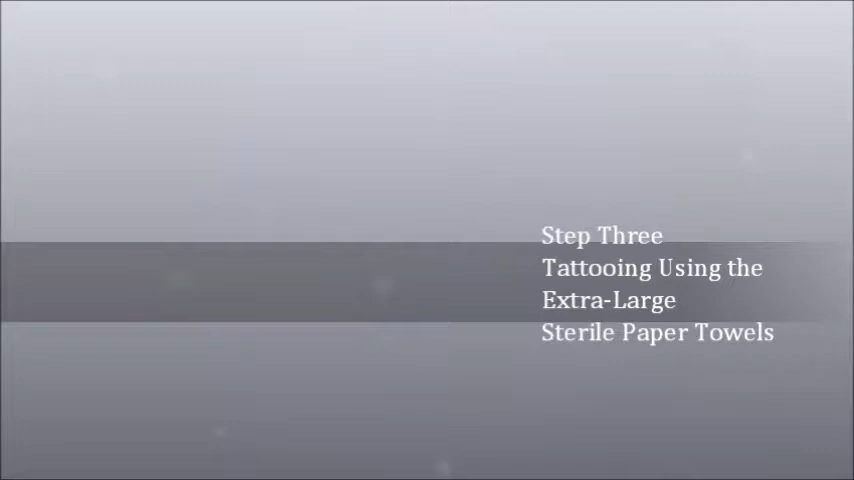 Step Three
Tattooing Using the
Extra-Large
Sterile Paper Towels